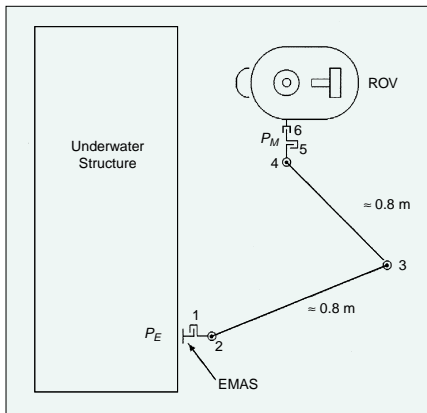 ROV
6
P_M
5
4
Underwater
Structure
≈ 0.8 m
3
≈ 0.8 m
1
P_E
2
EMAS